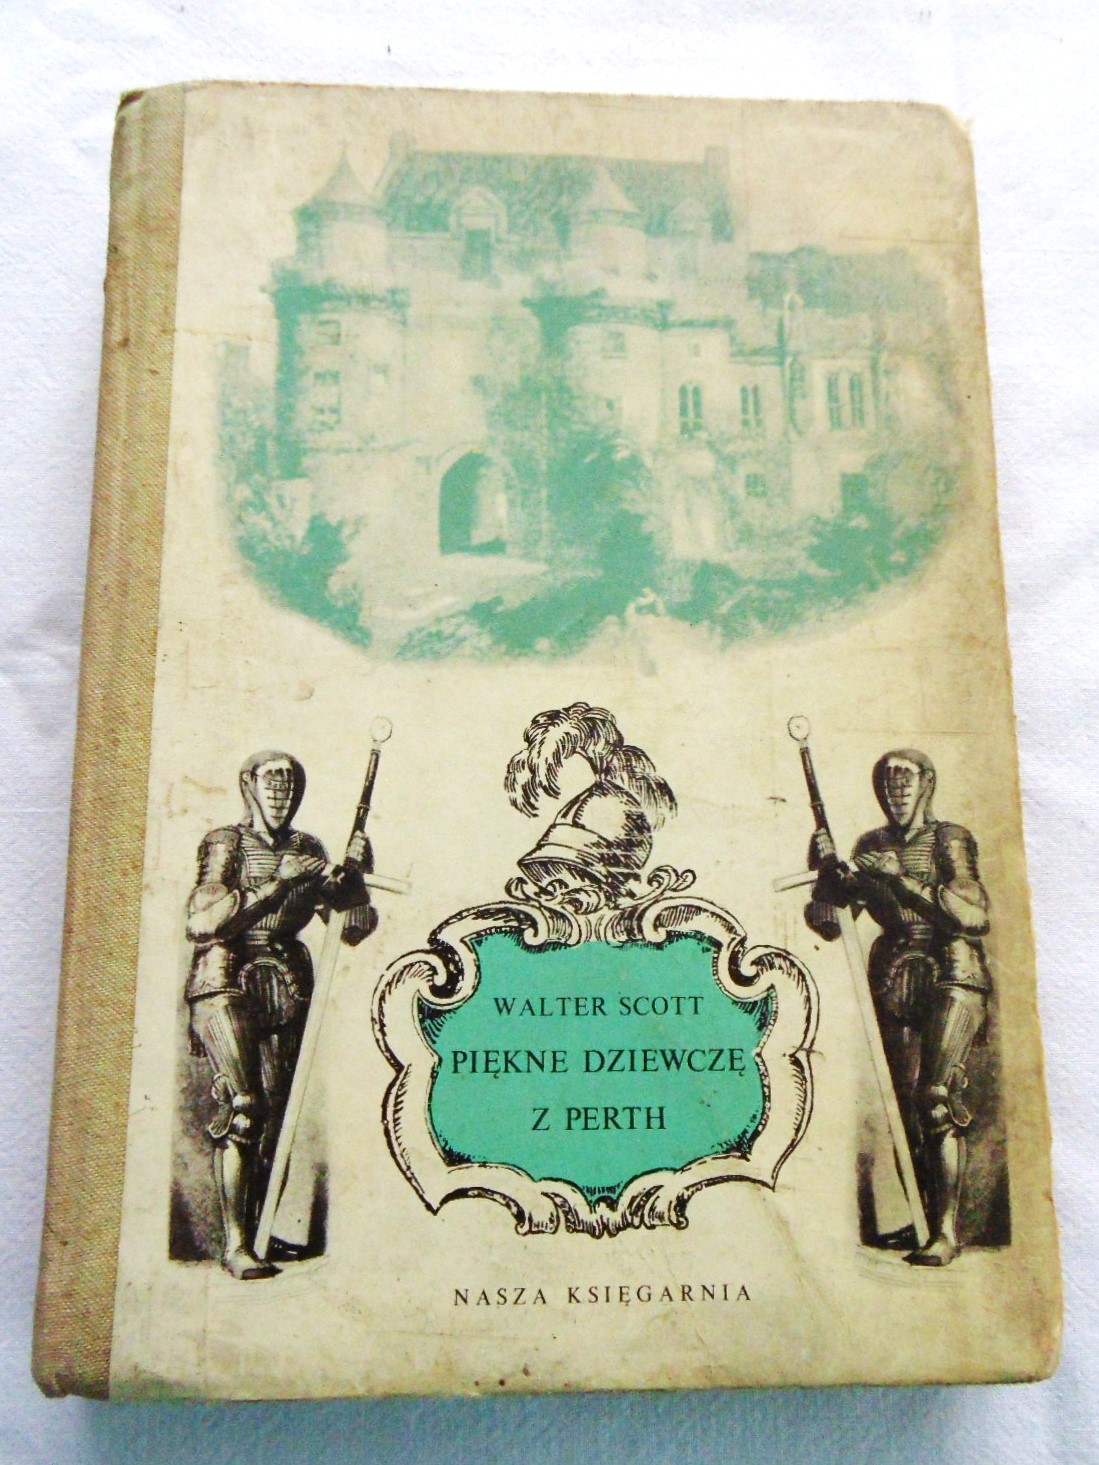 WALTER SCOTT
PIĘKNE DZIEWCZĘ
Z PERTH
NASZA KSIĘGARNIA